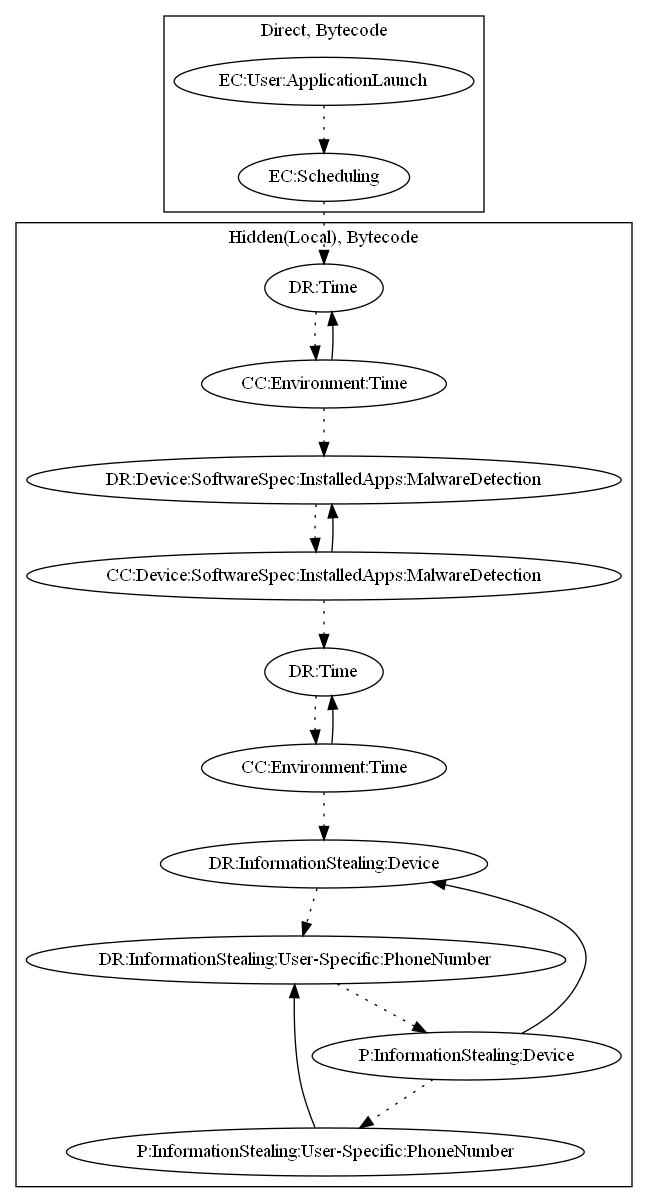 Direct, Bytecode
EC:User:ApplicationLaunch
EC:Scheduling
Hidden(Local), Bytecode
DR:Time
CC:Environment:Time
DR:Device:SoftwareSpec:InstalledApps:MalwareDetection
CC:Device:SoftwareSpec:InstalledApps:MalwareDetection
DR:Time
CC:Environment:Time
DR:InformationStealing:Device
DR:InformationStealing:User-Specific:PhoneNumber
P:InformationStealing:Device
P:InformationStealing:User-Specific:PhoneNumber